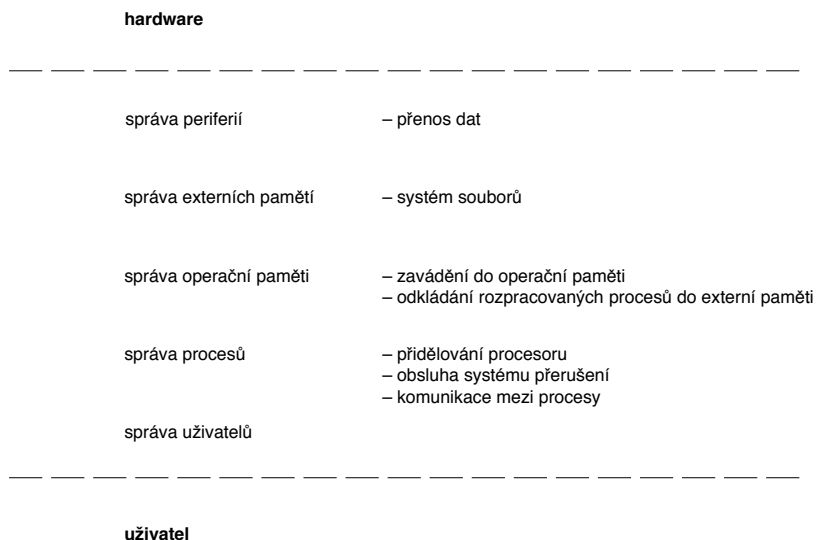 hardware
správa periferií – přenos dat
správa externích pamětí – systém souborů
správa operační paměti – zavádění do operační paměti
– odkládání rozpracovaných procesů do externí paměti
správa procesů – přidělování procesoru
– obsluha systému přerušení
– komunikace mezi procesy
správa uživatelů
uživatel